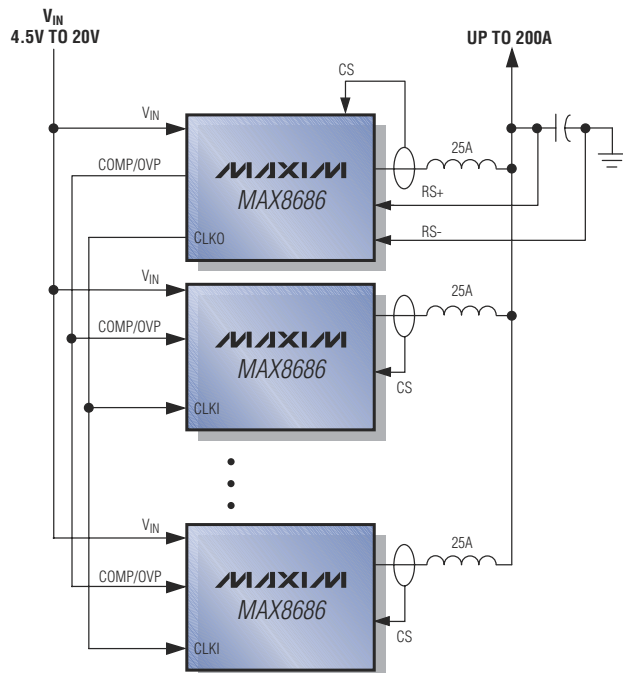 VIN
4.5V TO 20V
UP TO 200A
CS
VIN
25A
COMP/OVP
MAXIM
MAX8686
RS+
RS-
CLKO
VIN
25A
COMP/OVP
MAXIM
MAX8686
CS
CLKI
VIN
25A
COMP/OVP
MAXIM
MAX8686
CS
CLKI